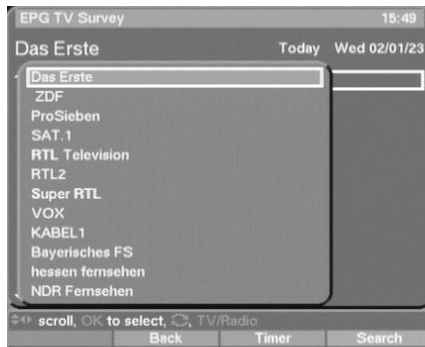 EPG TV Survey 15:49
Das Erste Today Wed 02/01/23
Das Erste
ZDF
ProSieben
SAT.1
RTL Television
RTL2
Super RTL
VOX
KABEL1
Bayerisches FS
hessen fernsehen
NDR Fernsehen
scroll, OK to select, TV/Radio
Back Timer Search